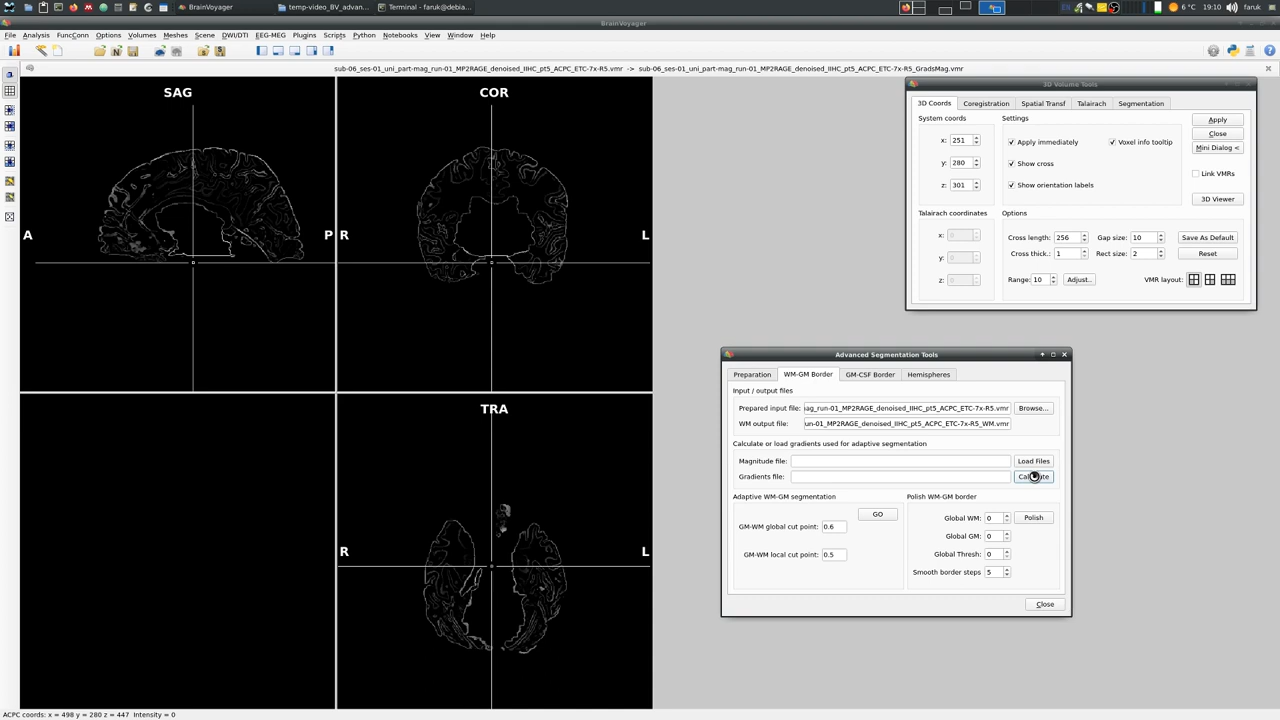 BrainVoyager
temp-video_BV_advan...
Terminal - faruk@debia...
6 °C
19:10
faruk
BrainVoyager
File Analysis FuncConn Options Volumes Meshes Scene DWI/DTI EEG-MEG Plugins Scripts Python Notebooks View Window Help
sub-06_ses-01_uni_part-mag_run-01_MP2RAGE_denoised_IIHC_pt5_ACPC_ETC-7x-R5.vmr -> sub-06_ses-01_uni_part-mag_run-01_MP2RAGE_denoised_IIHC_pt5_ACPC_ETC-7x-R5_GradsMag.vmr
SAG
A
P
COR
R
L
TRA
R
L
3D Volume Tools
3D Coords Coregistration Spatial Transf Talairach Segmentation
System coords
x: 251
y: 280
z: 301
Settings
Apply immediately
Voxel info tooltip
Show cross
Show orientation labels
Apply
Close
Mini Dialog <
Link VMRs
3D Viewer
Talairach coordinates
x: 0
y: 0
z: 0
Options
Cross length: 256
Gap size: 10
Save As Default
Cross thick.: 1
Rect size: 2
Reset
Range: 10
Adjust..
VMR layout:
Advanced Segmentation Tools
Preparation WM-GM Border GM-CSF Border Hemispheres
Input / output files
Prepared input file: ag_run-01_MP2RAGE_denoised_IIHC_pt5_ACPC_ETC-7x-R5.vmr Browse...
WM output file: un-01_MP2RAGE_denoised_IIHC_pt5_ACPC_ETC-7x-R5_WM.vmr
Calculate or load gradients used for adaptive segmentation
Magnitude file: Load Files
Gradients file:
Adaptive WM-GM segmentation
GO
GM-WM global cut point: 0.6
GM-WM local cut point: 0.5
Polish WM-GM border
Global WM: 0 Polish
Global GM: 0
Global Thresh: 0
Smooth border steps 5
Close
ACPC coords: x = 498 y = 280 z = 447 Intensity = 0